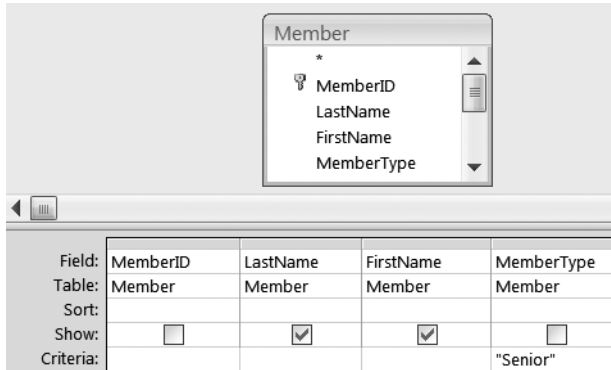 Member
*
MemberID
LastName
FirstName
MemberType
Field: MemberID LastName FirstName MemberType
Table: Member Member Member Member
Sort:
Show:
Criteria: "Senior"